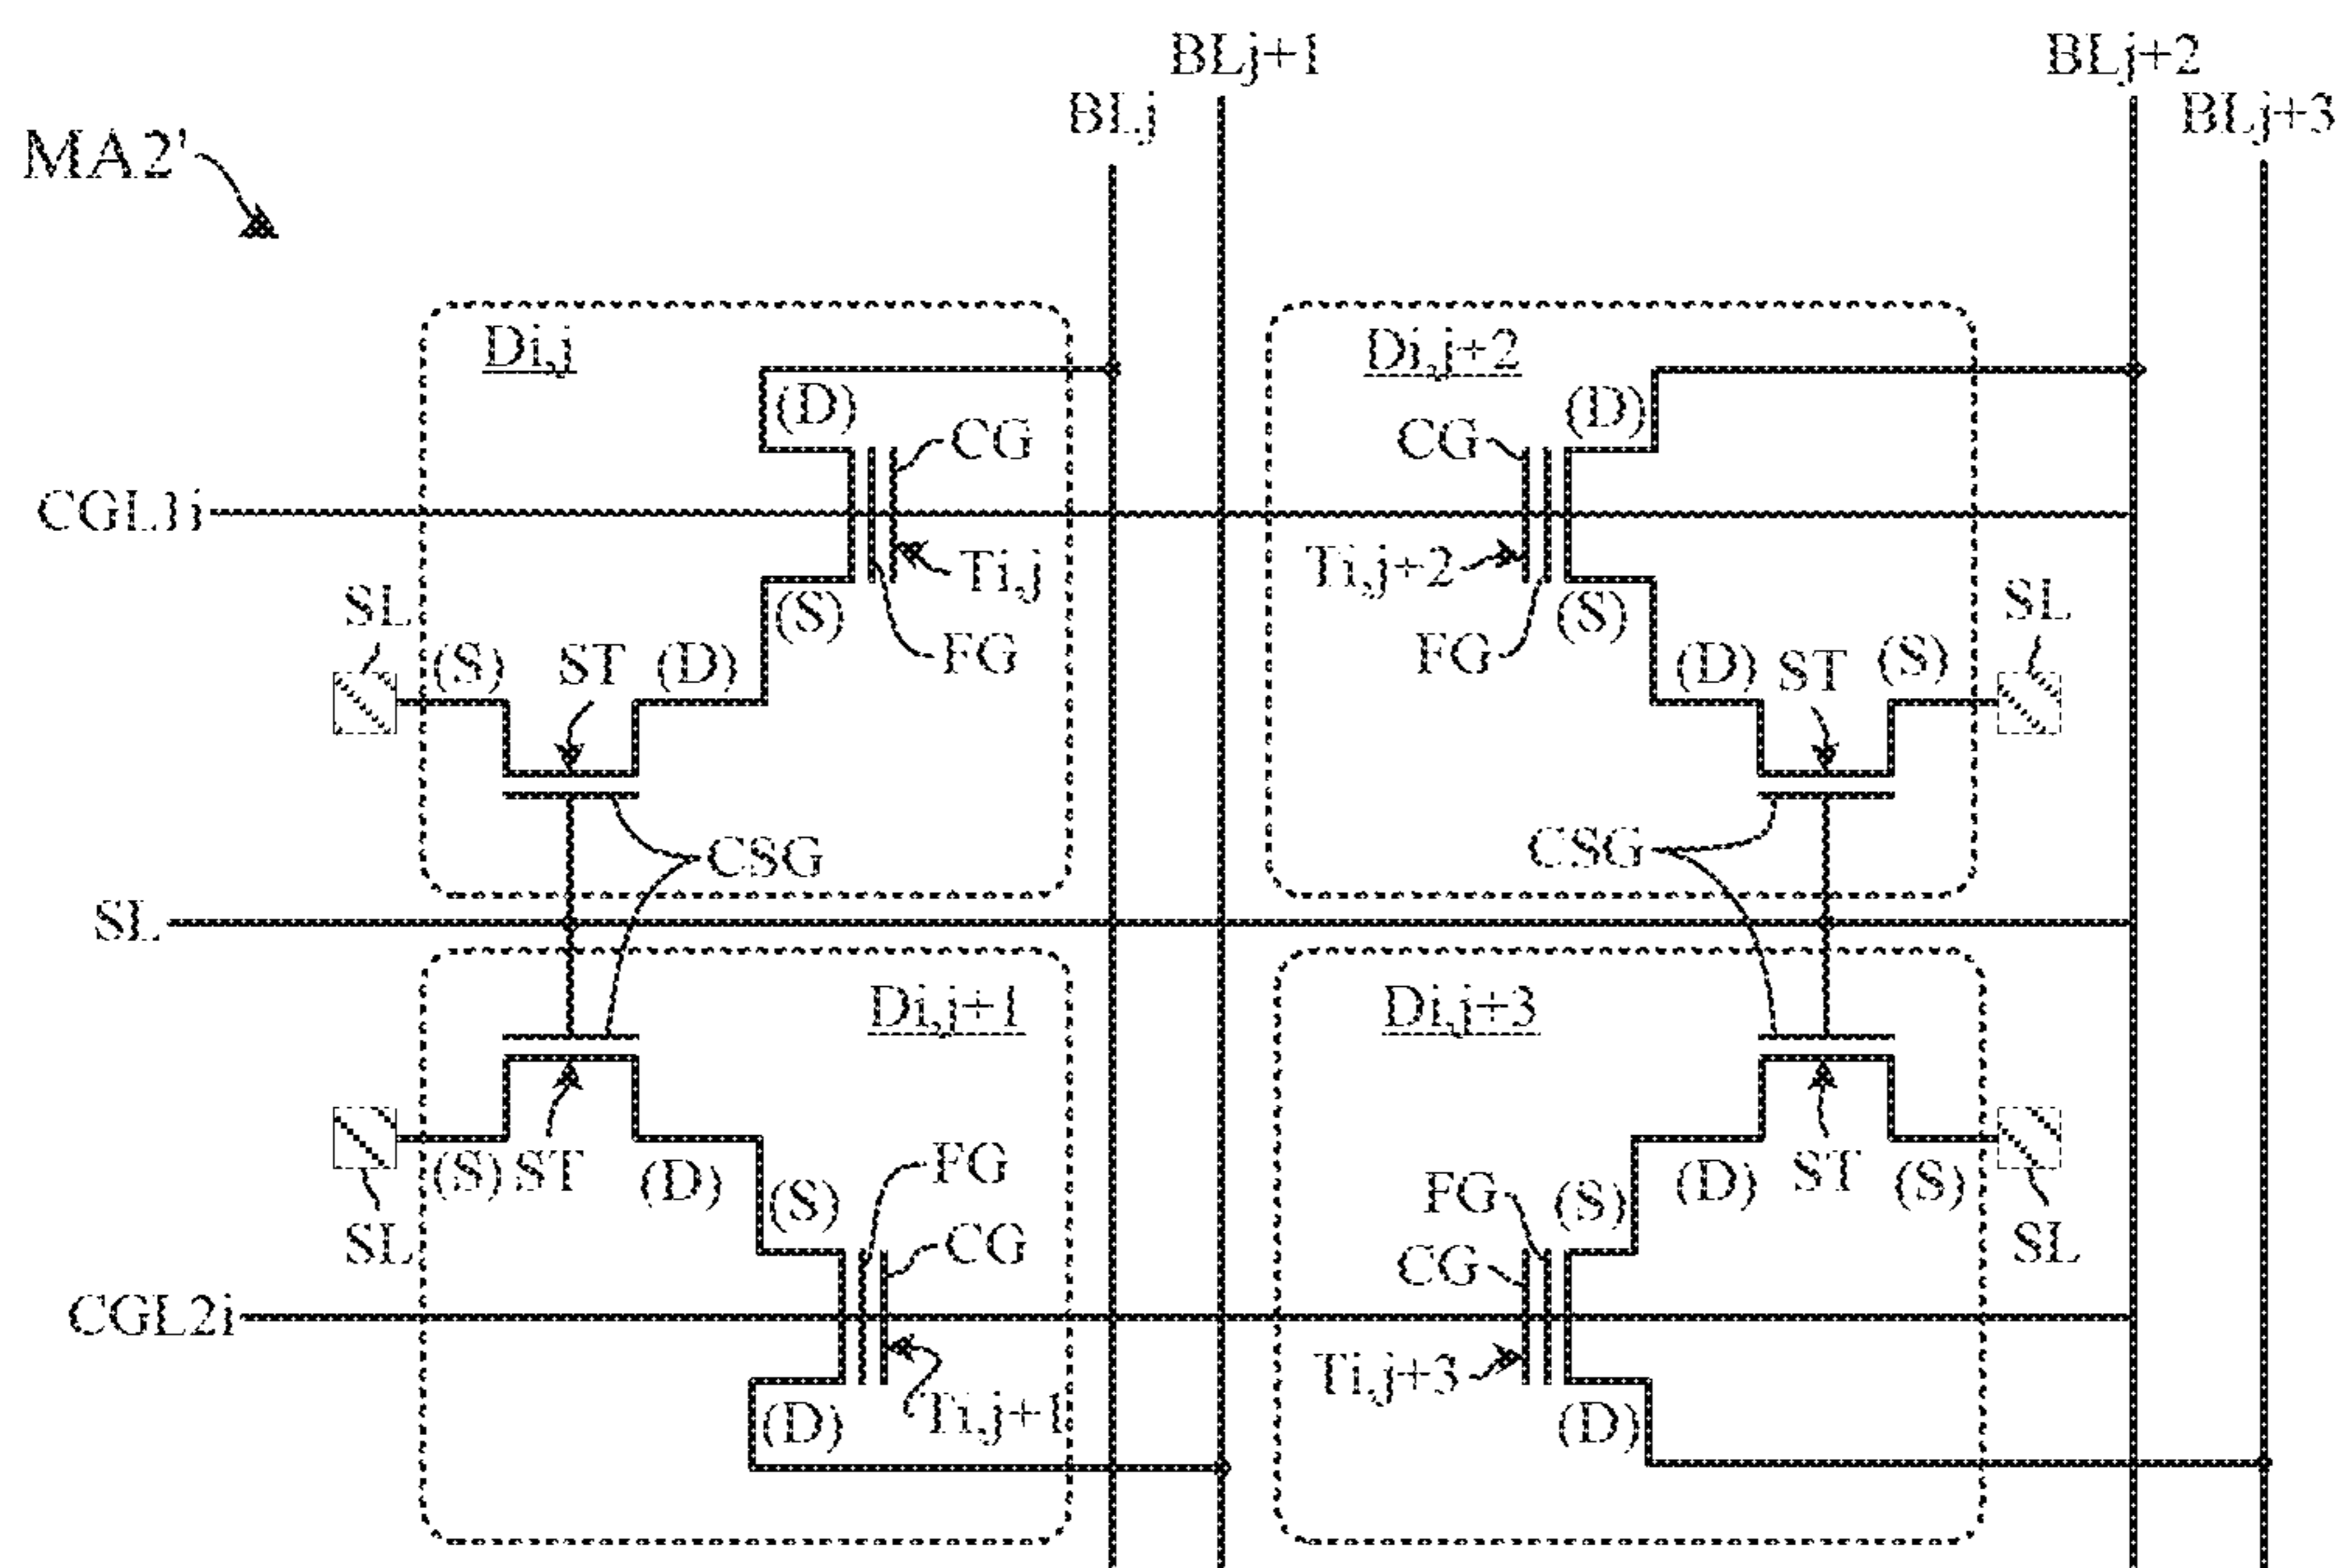 BLj+1
BLj+2
BLj
BLj+3
MA2'
Di,j
Di,j+2
(D)
(D)
CG
CG
CGL1i
Ti,j
Ti,j+2
SL
(S)
(S)
SL
FG
FG
(S)
ST
(D)
(D)
ST
(S)
CSG
CSG
SL
Di,j+1
Di,j+3
(S)
ST
(D)
FG
(S)
FG
(S)
(D)
ST
(S)
SL
CG
CG
SL
CGL2i
Ti,j+1
Ti,j+3
(D)
(D)